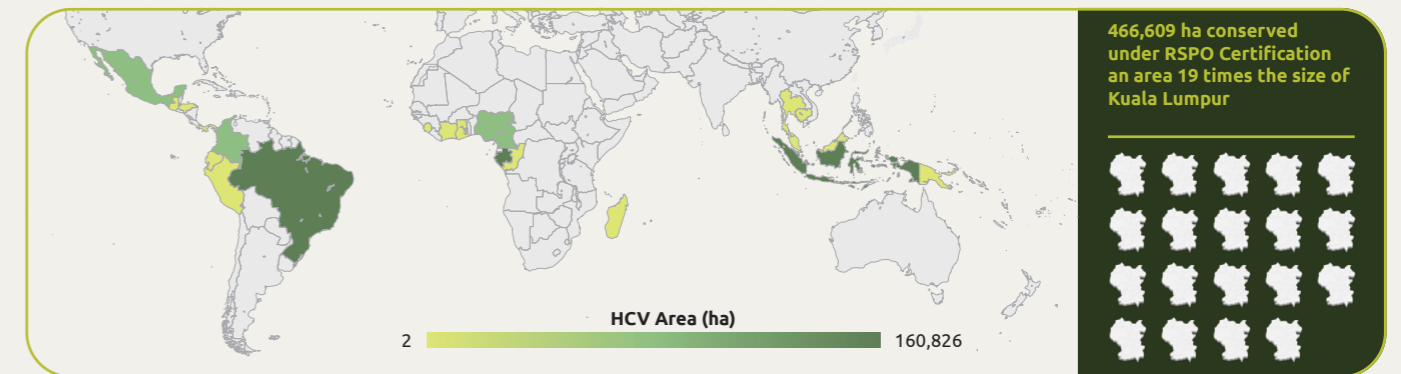 466,609 ha conserved
under RSPO Certification
an area 19 times the size of
Kuala Lumpur
HCV Area (ha)
2
160,826